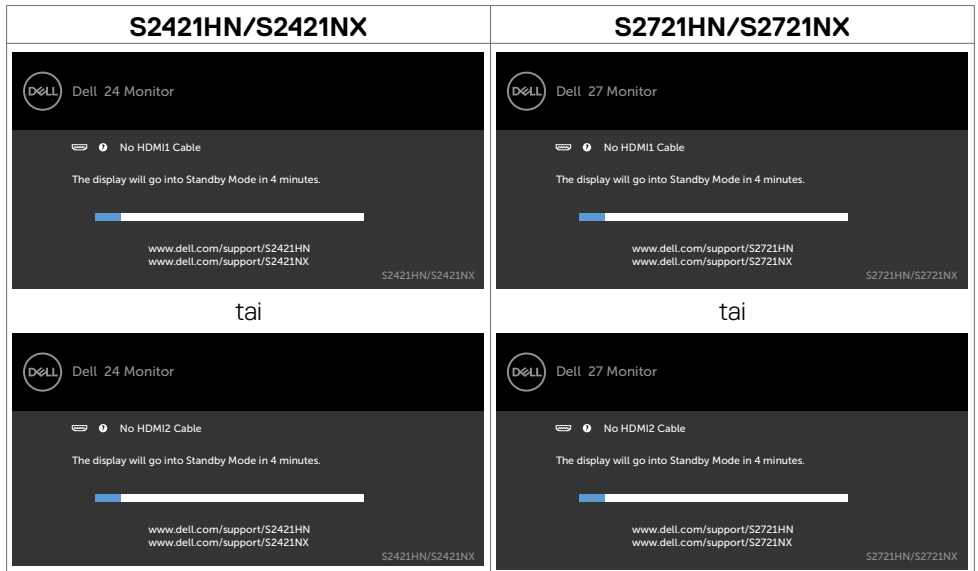 S2421HN/S2421NX
S2721HN/S2721NX
DELL
Dell 24 Monitor
No HDMI1 Cable
The display will go into Standby Mode in 4 minutes.
www.dell.com/support/S2421HN
www.dell.com/support/S2421NX
S2421HN/S2421NX
DELL
Dell 27 Monitor
? No HDMI1 Cable
The display will go into Standby Mode in 4 minutes.
www.dell.com/support/S2721HN
www.dell.com/support/S2721NX
S2721HN/S2721NX
tai
tai
DELL
Dell 24 Monitor
? No HDMI2 Cable
The display will go into Standby Mode in 4 minutes.
www.dell.com/support/S2421HN
www.dell.com/support/S2421NX
S2421HN/S2421NX
DELL
Dell 27 Monitor
? No HDMI2 Cable
The display will go into Standby Mode in 4 minutes.
www.dell.com/support/S2721HN
www.dell.com/support/S2721NX
S2721HN/S2721NX